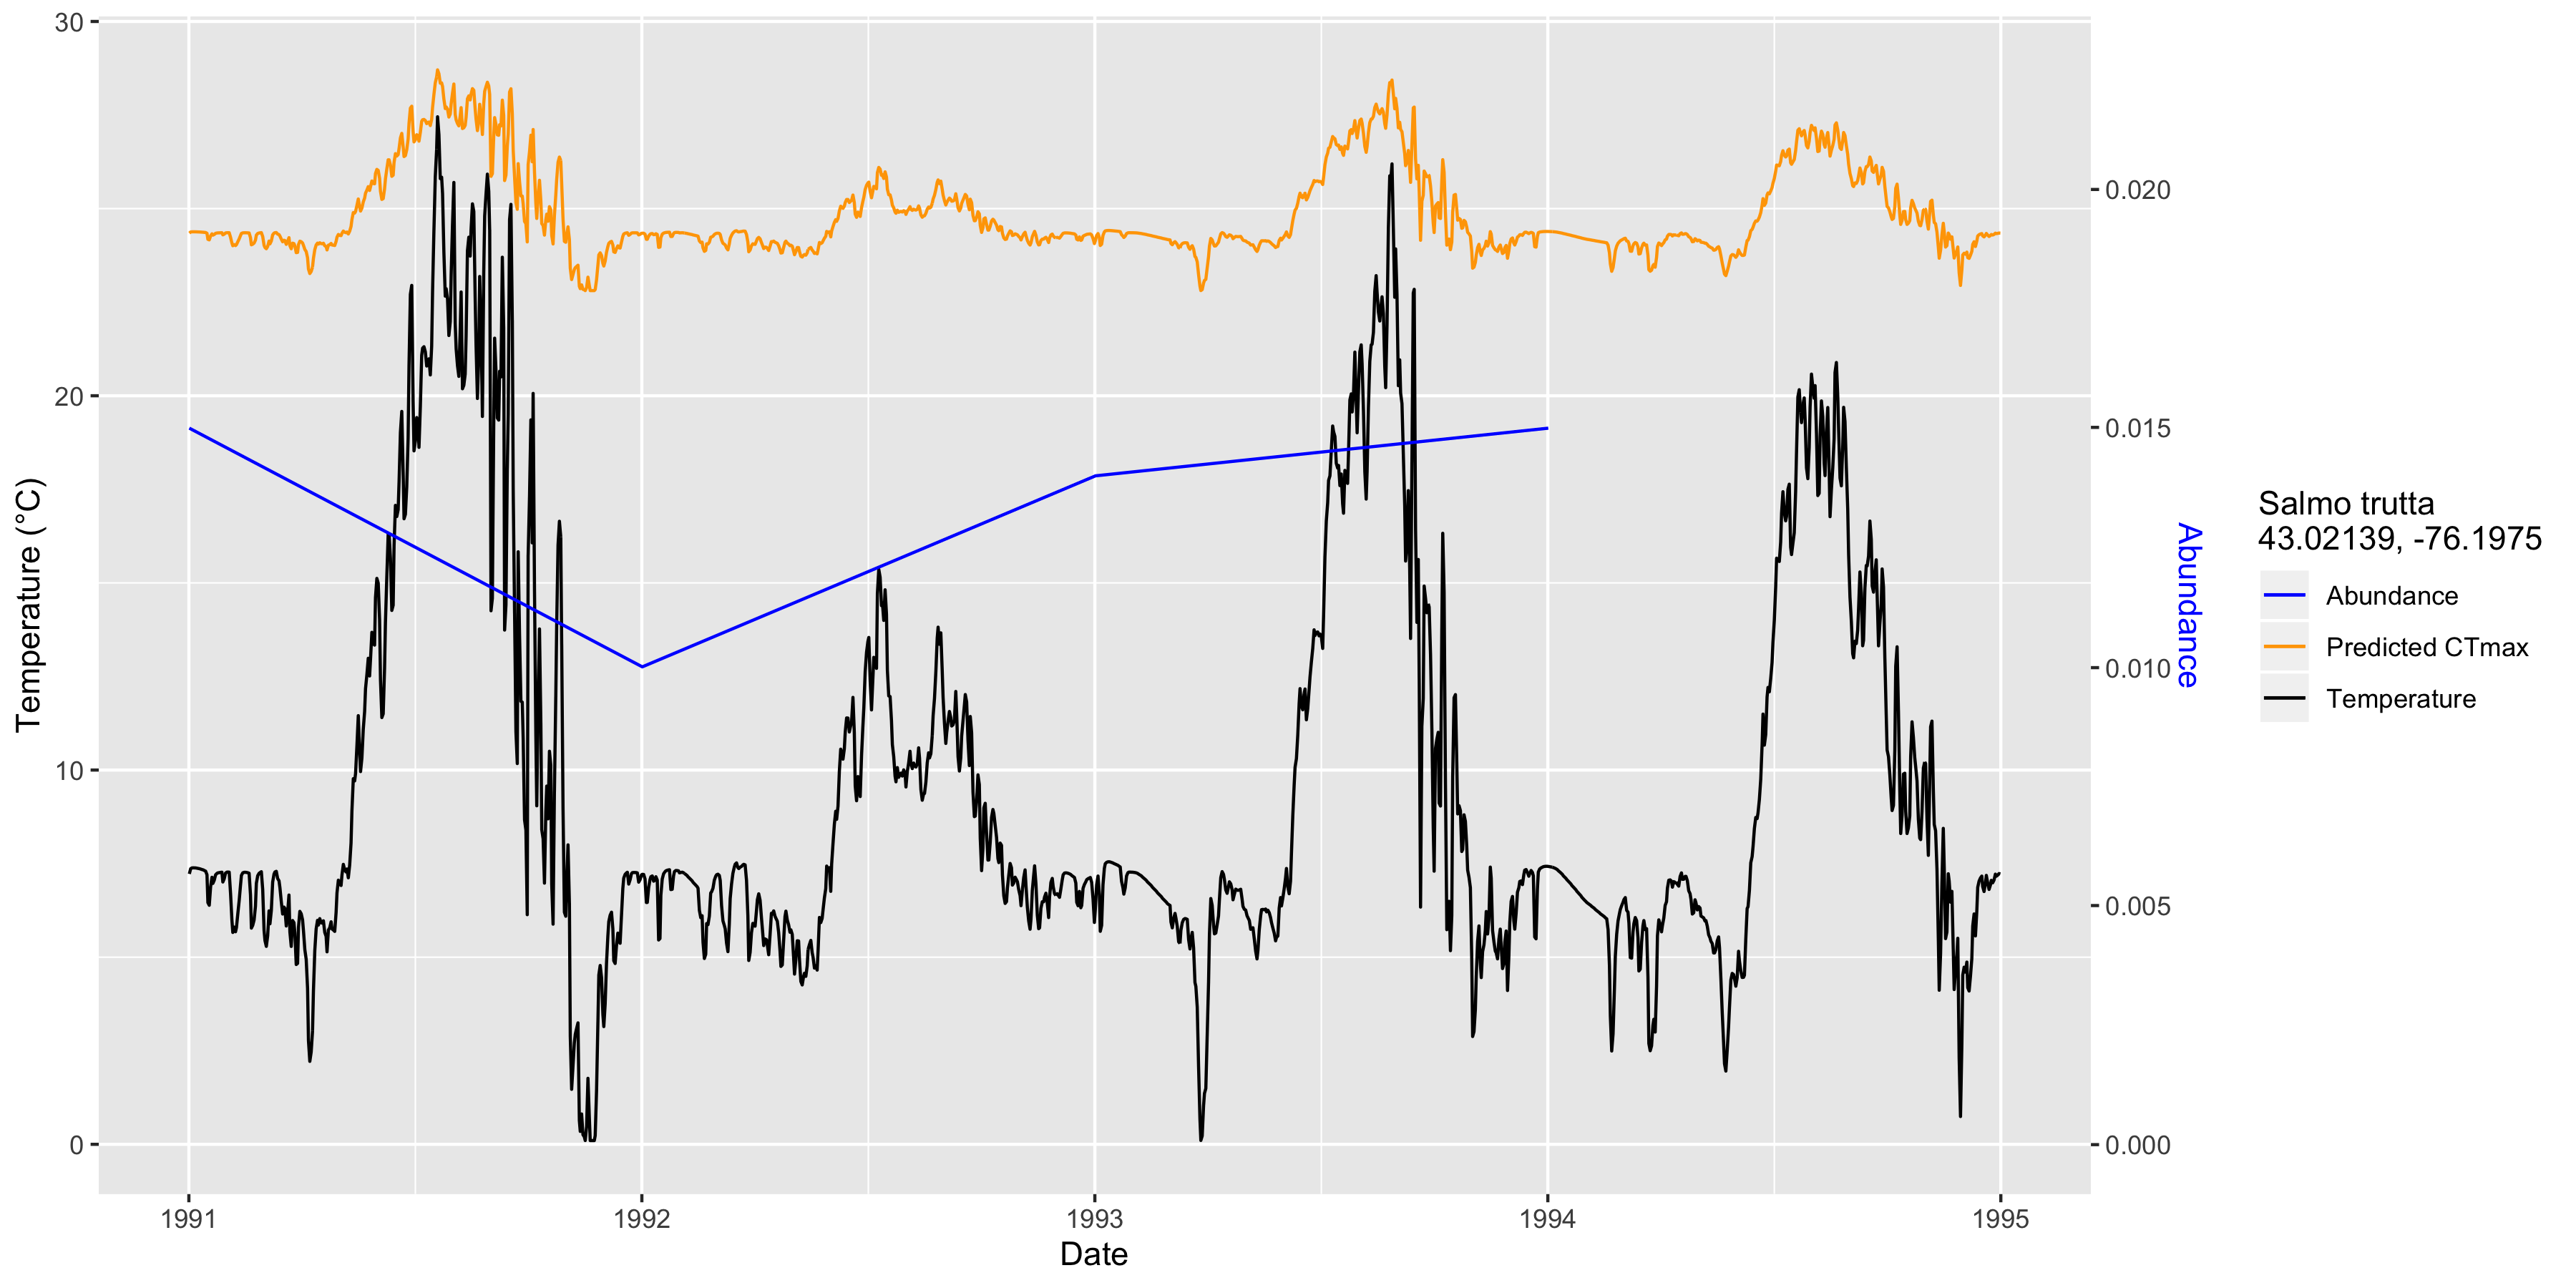 30
20
10
0
Temperature (°C)
1991
1992
1993
1994
1995
Date
0.020
0.015
0.010
0.005
0.000
Abundance
Salmo trutta
43.02139, -76.1975
Abundance
Predicted CTmax
Temperature